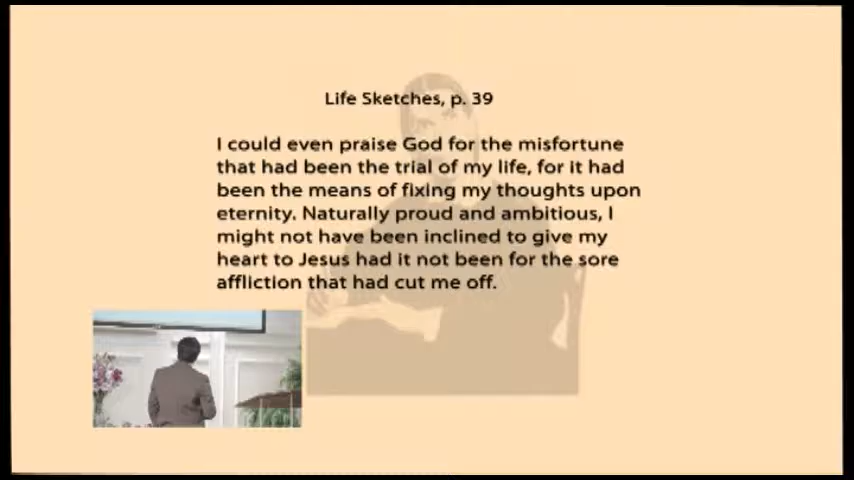 Life Sketches, p. 39
I could even praise God for the misfortune
that had been the trial of my life, for it had
been the means of fixing my thoughts upon
eternity. Naturally proud and ambitious, I
might not have been inclined to give my
heart to Jesus had it not been for the sore
affliction that had cut me off.